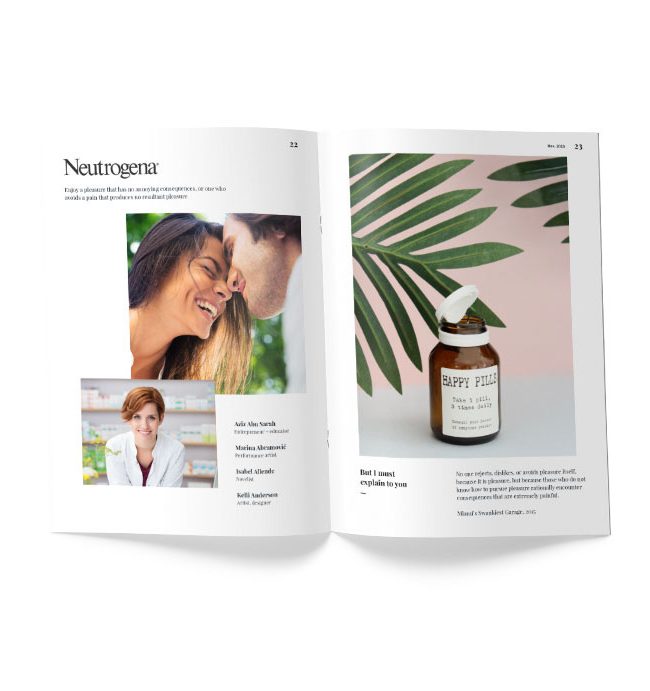 22
Neutrogena®
Enjoy a pleasure that has no annoying consequences, or one who
avoids a pain that produces no resultant pleasure
Aziz Abu Sarah
Entrepreneur + educator
Marina Abramović
Performance artist
Isabel Allende
Novelist
Kelli Anderson
Artist, designer
23
HAPPY PILLS
Take 1 pill,
3 times daily
But I must
explain to you
No one rejects, dislikes, or avoids pleasure itself,
because it is pleasure, but because those who do not
know how to pursue pleasure rationally encounter
consequences that are extremely painful.
Miami's Swankiest Garage, 2015